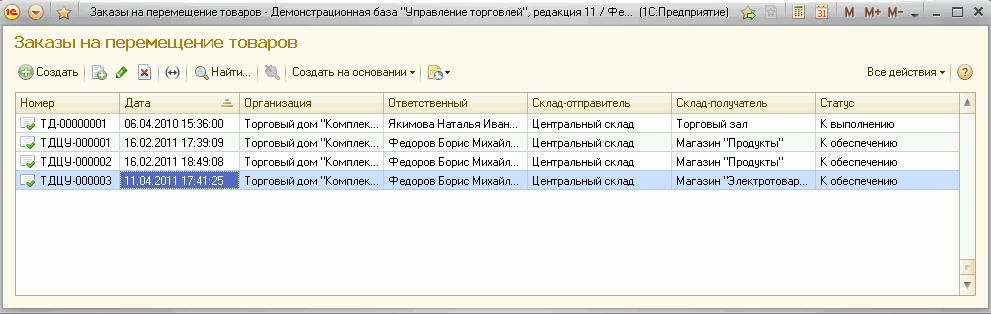 1С Заказы на перемещение товаров - Демонстрационная база "Управление торговлей", редакция 11 / Фе... (1С:Предприятие) 31 M M+ M-
Заказы на перемещение товаров
Создать Найти... Создать на основании Все действия ?
Номер Дата Организация Ответственный Склад-отправитель Склад-получатель Статус
ТД-00000001 06.04.2010 15:36:00 Торговый дом "Комплек... Якимова Наталья Иван... Центральный склад Торговый зал К выполнению
ТДЦУ-000001 16.02.2011 17:39:09 Торговый дом "Комплек... Федоров Борис Михайл... Центральный склад Магазин "Продукты" К обеспечению
ТДЦУ-000002 16.02.2011 18:49:08 Торговый дом "Комплек... Федоров Борис Михайл... Центральный склад Магазин "Продукты" К обеспечению
ТДЦУ-000003 11.04.2011 17:41:25 Торговый дом "Комплек... Федоров Борис Михайл... Центральный склад Магазин "Электротовар... К обеспечению